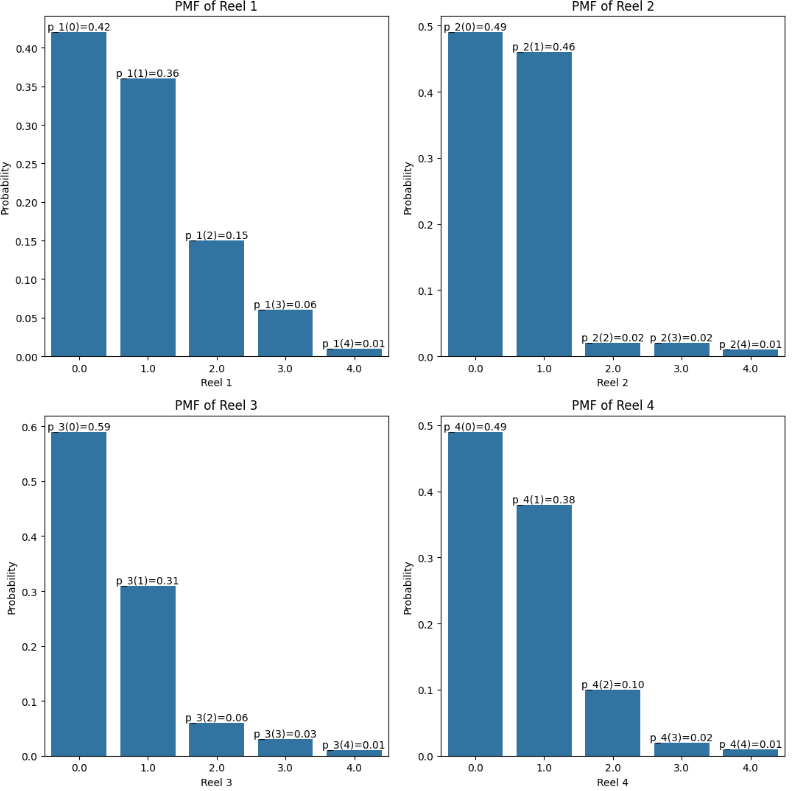 PMF of Reel 1
p_1(0)=0.42
p_1(1)=0.36
p_1(2)=0.15
p_1(3)=0.06
p_1(4)=0.01
0.40
0.35
0.30
0.25
0.20
0.15
0.10
0.05
0.00
Probability
0.0 1.0 2.0 3.0 4.0
Reel 1
PMF of Reel 2
p_2(0)=0.49
p_2(1)=0.46
p_2(2)=0.02
p_2(3)=0.02
p_2(4)=0.01
0.5
0.4
0.3
0.2
0.1
0.0
Probability
0.0 1.0 2.0 3.0 4.0
Reel 2
PMF of Reel 3
p_3(0)=0.59
p_3(1)=0.31
p_3(2)=0.06
p_3(3)=0.03
p_3(4)=0.01
0.6
0.5
0.4
0.3
0.2
0.1
0.0
Probability
0.0 1.0 2.0 3.0 4.0
Reel 3
PMF of Reel 4
p_4(0)=0.49
p_4(1)=0.38
p_4(2)=0.10
p_4(3)=0.02
p_4(4)=0.01
0.5
0.4
0.3
0.2
0.1
0.0
Probability
0.0 1.0 2.0 3.0 4.0
Reel 4